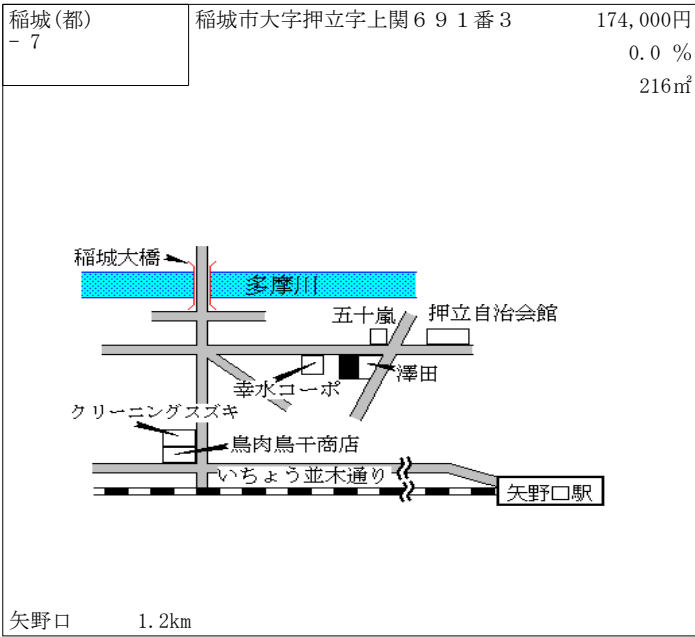 稲城(都)
- 7
稲城市大字押立字上関６９１番３
174,000円
0.0 %
216㎡
稲城大橋
多摩川
五十嵐
押立自治会館
澤田
幸水コーポ
クリーニングスズキ
鳥肉鳥干商店
いちょう並木通り
矢野口駅
矢野口 1.2km